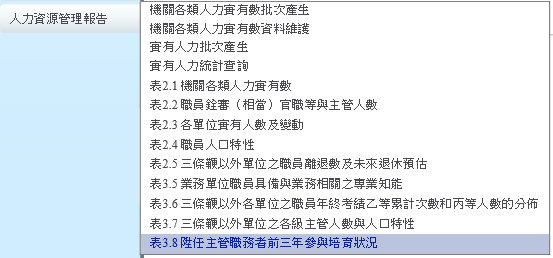 人力資源管理報告
機關各類人力實有數批次產生
機關各類人力實有數資料維護
實有人力批次產生
實有人力統計查詢
表2.1 機關各類人力實有數
表2.2 職員銓審（相當）官職等與主管人數
表2.3 各單位實有人數及變動
表2.4 職員人口特性
表2.5 三條鞭以外單位之職員離退數及未來退休預估
表3.5 業務單位職員具備與業務相關之專業知能
表3.6 三條鞭以外各單位之職員年終考績乙等累計次數和丙等人數的分佈
表3.7 三條鞭以外單位之各級主管人數與人口特性
表3.8 陞任主管職務者前三年參與培育狀況